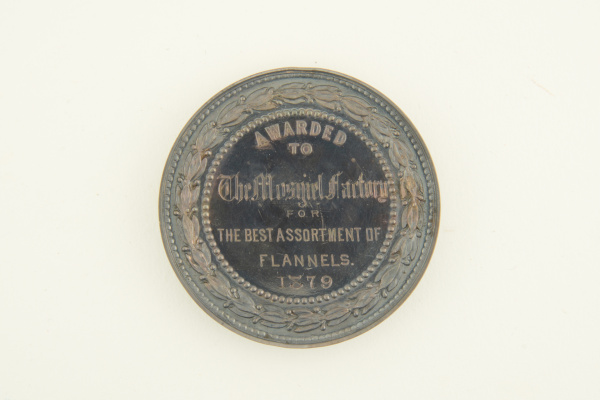 AWARDED
TO
The Mosgiel Factory
FOR
THE BEST ASSORTMENT OF
FLANNELS.
1879